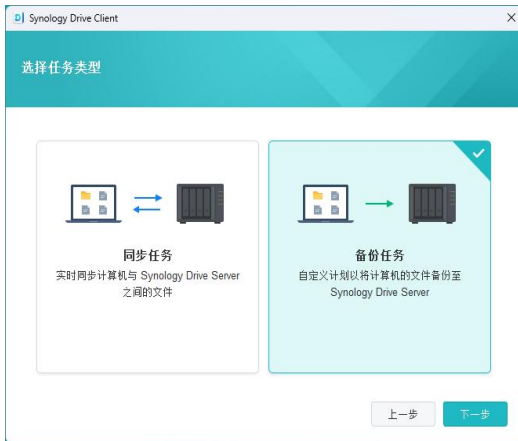 Synology Drive Client
选择任务类型
同步任务
实时同步计算机与 Synology Drive Server
之间的文件
备份任务
自定义计划以将计算机的文件备份至
Synology Drive Server
上一步
下一步